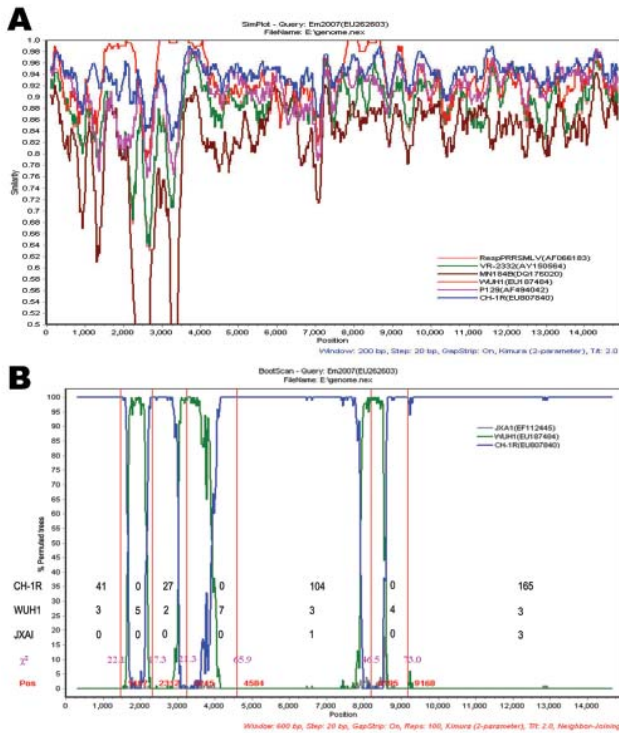 A
SimPlot - Query: Em2007(EU262603)
FileName: E:\genome.nex
1.0
0.98
0.96
0.94
0.92
0.9
0.88
0.86
0.84
0.82
0.8
0.78
0.76
0.74
0.72
0.7
0.68
0.66
0.64
0.62
0.6
0.58
0.56
0.54
0.52
0.5
Similarity
RespPRRSMLV(AF066183)
VR-2332(AY150564)
MN184B(DQ176020)
WUH1(EU187484)
P129(AF494042)
CH-1R(EU807840)
0 1,000 2,000 3,000 4,000 5,000 6,000 7,000 8,000 9,000 10,000 11,000 12,000 13,000 14,000
Position
Window: 200 bp, Step: 20 bp, GapStrip: On, Kimura (2-parameter), T/t: 2.0
B
BootScan - Query: Em2007(EU262603)
FileName: E:\genome.nex
100
95
90
85
80
75
70
65
60
55
50
45
40
35
30
25
20
15
10
5
0
% Permuted trees
JXA1(EF112445)
WUH1(EU187484)
CH-1R(EU807840)
CH-1R 41 0 27 0 104 0 165
WUH1 3 5 2 7 3 4 3
JXAI 0 0 0 0 1 0 3
χ² 22.1 17.3 21.3 65.9 46.5 73.0
Pos 4584 9168
0 1,000 2,000 3,000 4,000 5,000 6,000 7,000 8,000 9,000 10,000 11,000 12,000 13,000 14,000
Position
Window: 600 bp, Step: 20 bp, GapStrip: On, Reps: 100, Kimura (2-parameter), T/t: 2.0, Neighbor-Joining